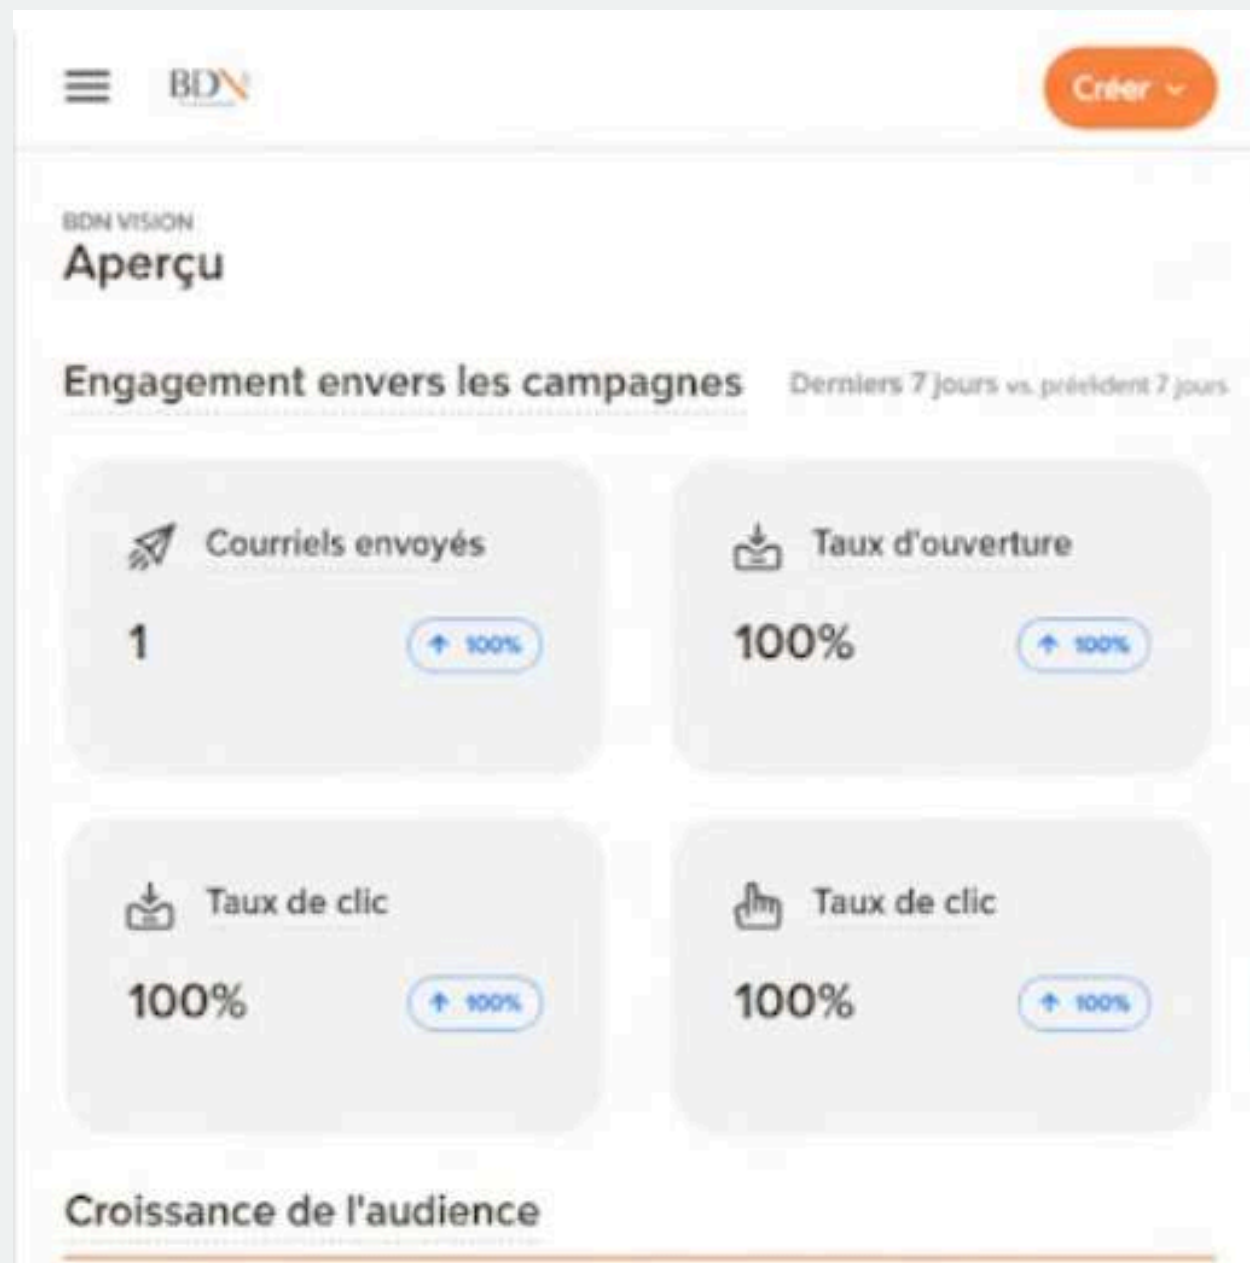 BDN
Créer
BDN VISION
Aperçu
Engagement envers les campagnes
Derniers 7 jours vs. précédent 7 jours
Courriels envoyés
1
100%
Taux d'ouverture
100%
100%
Taux de clic
100%
100%
Taux de clic
100%
100%
Croissance de l'audience